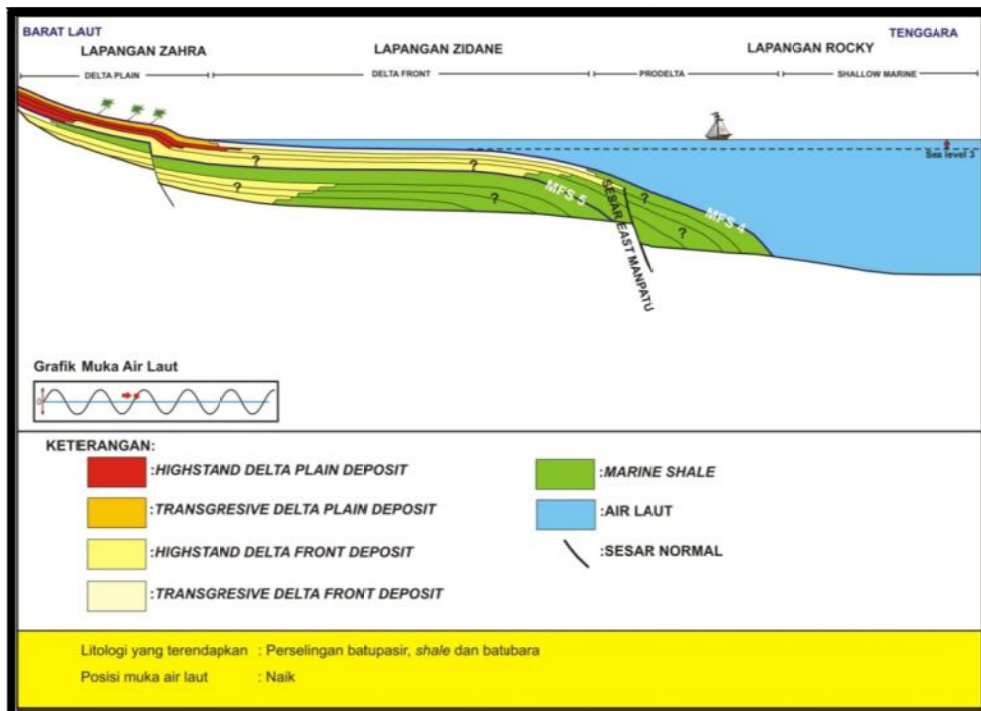 BARAT LAUT
TENGGARA
LAPANGAN ZAHRA
LAPANGAN ZIDANE
LAPANGAN ROCKY
DELTA PLAIN
DELTA FRONT
PRODELTA
SHALLOW MARINE
Sea level 3
?
?
?
?
?
?
?
MFS-5
MFS-4
SESAR EAST MANPATU
Grafik Muka Air Laut
0
KETERANGAN:
:HIGHSTAND DELTA PLAIN DEPOSIT
:TRANSGRESIVE DELTA PLAIN DEPOSIT
:HIGHSTAND DELTA FRONT DEPOSIT
:TRANSGRESIVE DELTA FRONT DEPOSIT
:MARINE SHALE
:AIR LAUT
:SESAR NORMAL
Litologi yang terendapkan : Perselingan batupasir, shale dan batubara
Posisi muka air laut : Naik